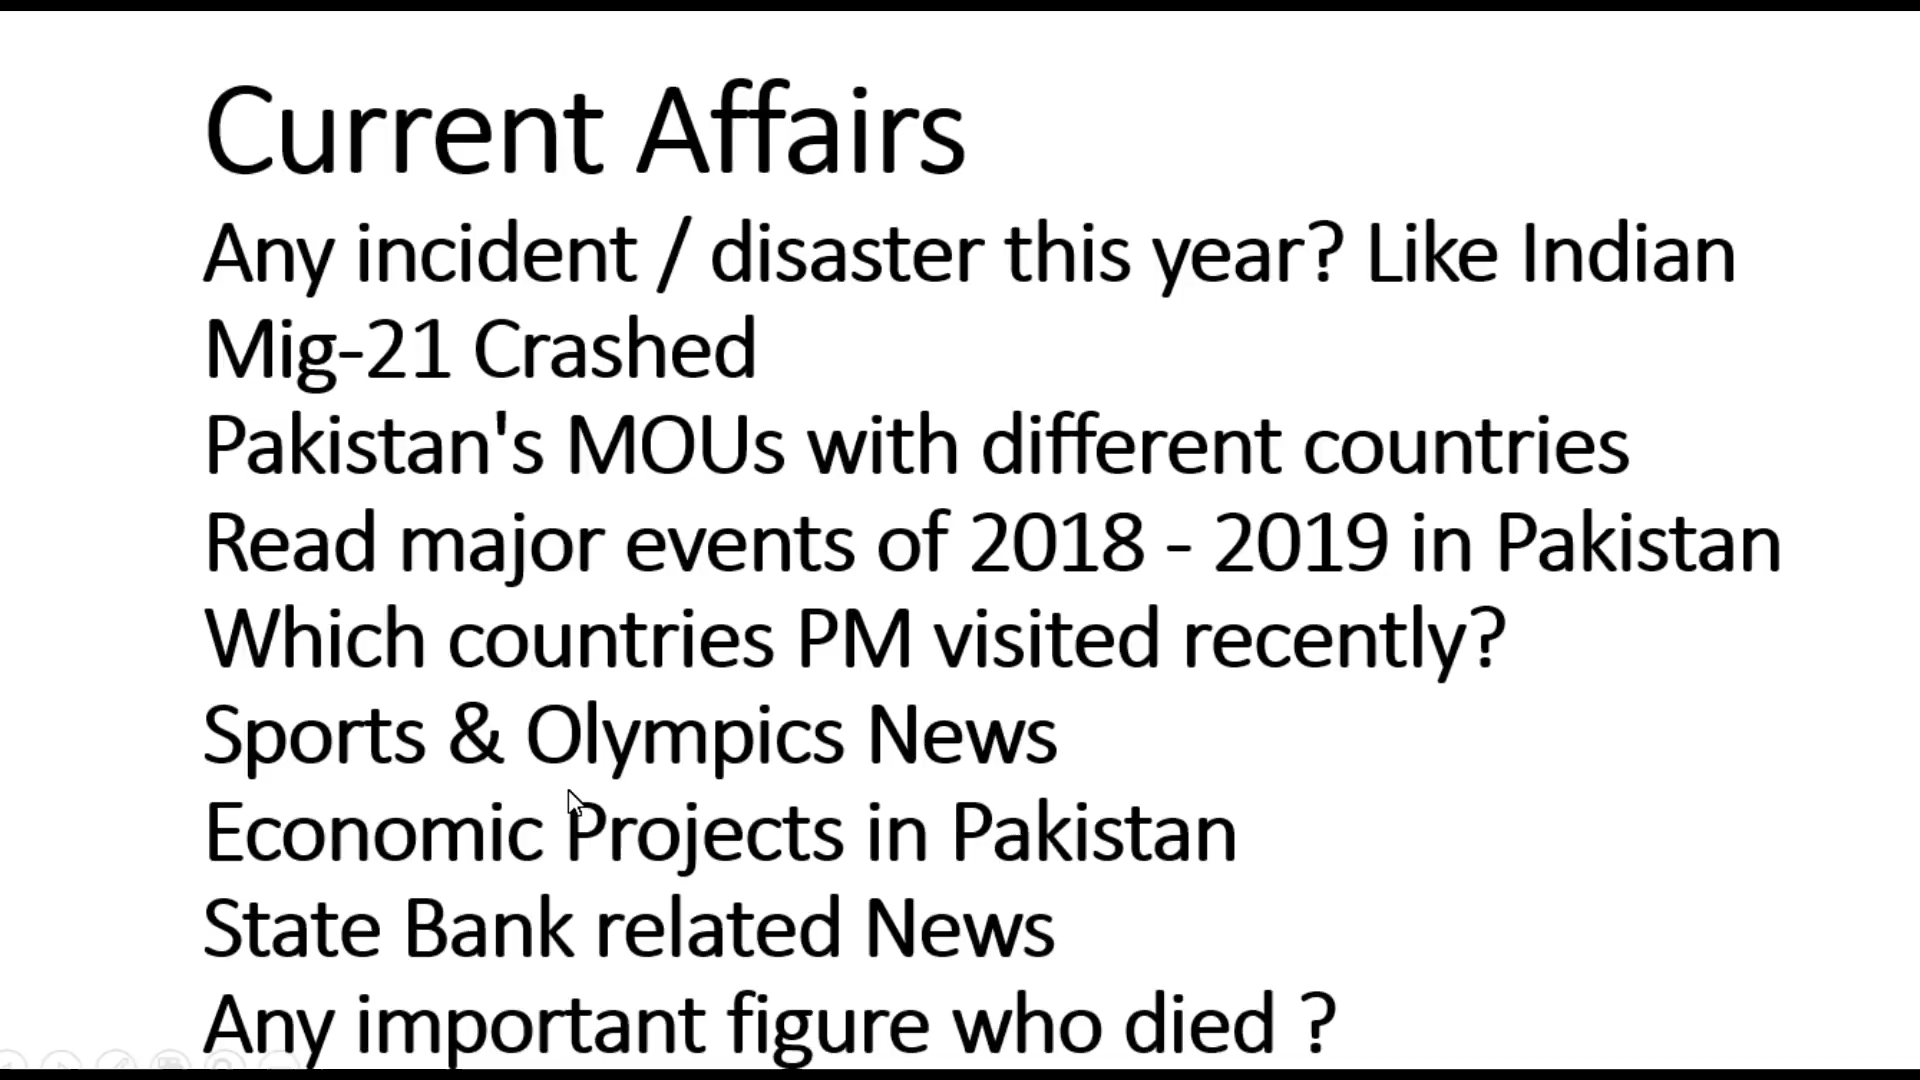 Current Affairs
Any incident / disaster this year? Like Indian
Mig-21 Crashed
Pakistan's MOUs with different countries
Read major events of 2018 - 2019 in Pakistan
Which countries PM visited recently?
Sports & Olympics News
Economic Projects in Pakistan
State Bank related News
Any important figure who died ?